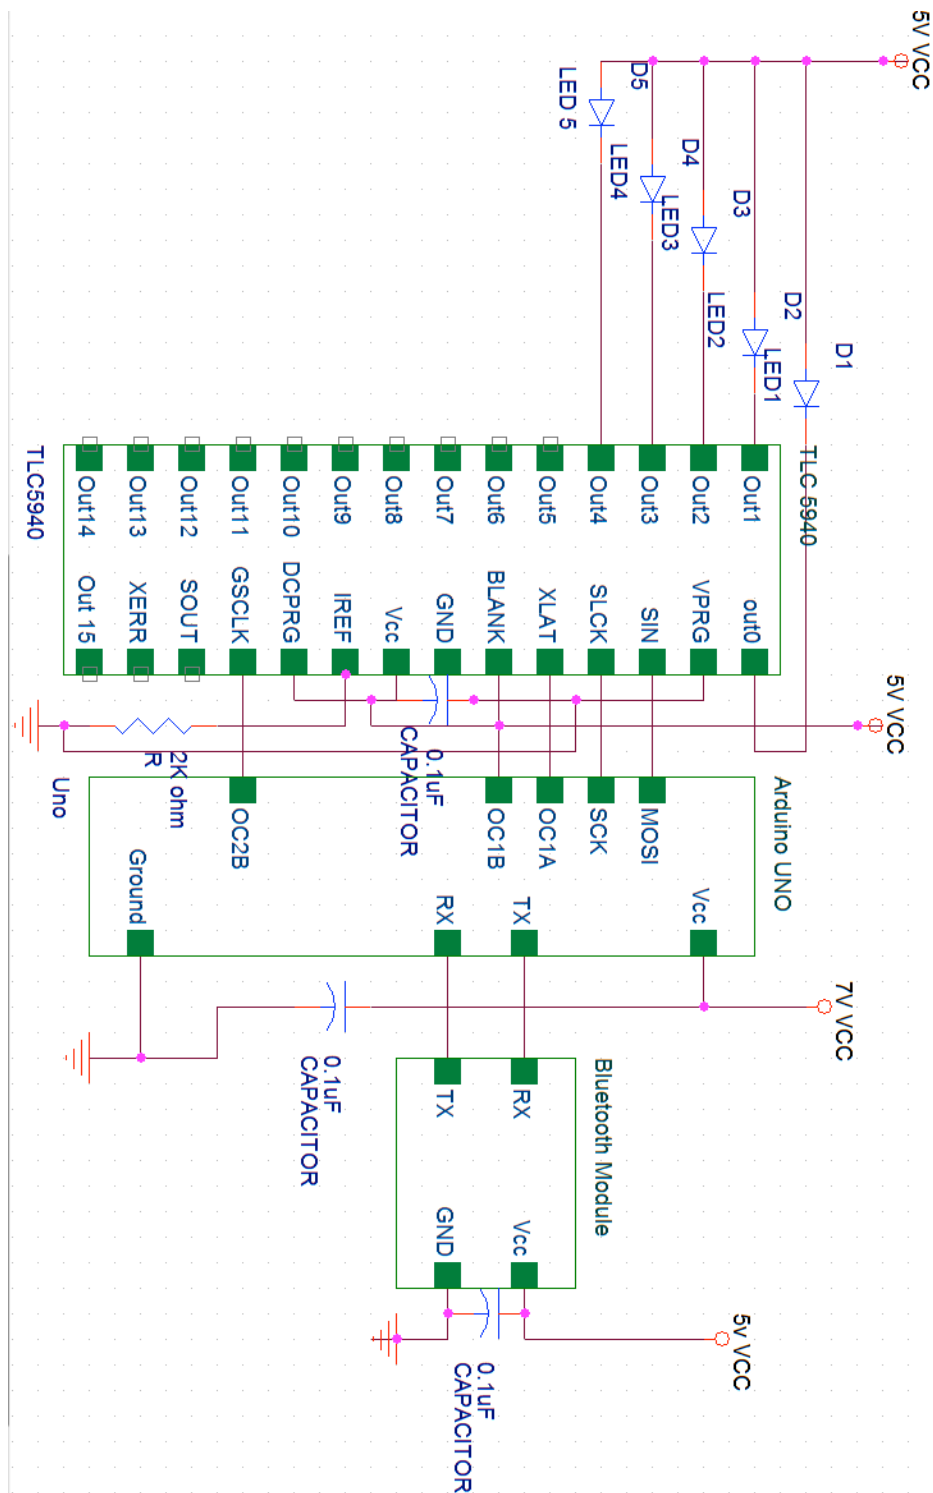 5V VCC
D5
LED 5
D4
LED4
D3
LED3
D2
LED2
D1
LED1
TLC 5940
TLC5940
Out14
Out13
Out12
Out11
Out10
Out9
Out8
Out7
Out6
Out5
Out4
Out3
Out2
Out1
Out 15
XERR
SOUT
GSCLK
DCPRG
IREF
Vcc
GND
BLANK
XLAT
SLCK
SIN
VPRG
out0
5V VCC
2K ohm
R
0.1uF
CAPACITOR
Uno
Arduino UNO
OC2B
OC1B
OC1A
SCK
MOSI
Ground
RX
TX
Vcc
7V VCC
0.1uF
CAPACITOR
Bluetooth Module
TX
RX
GND
Vcc
5v VCC
0.1uF
CAPACITOR